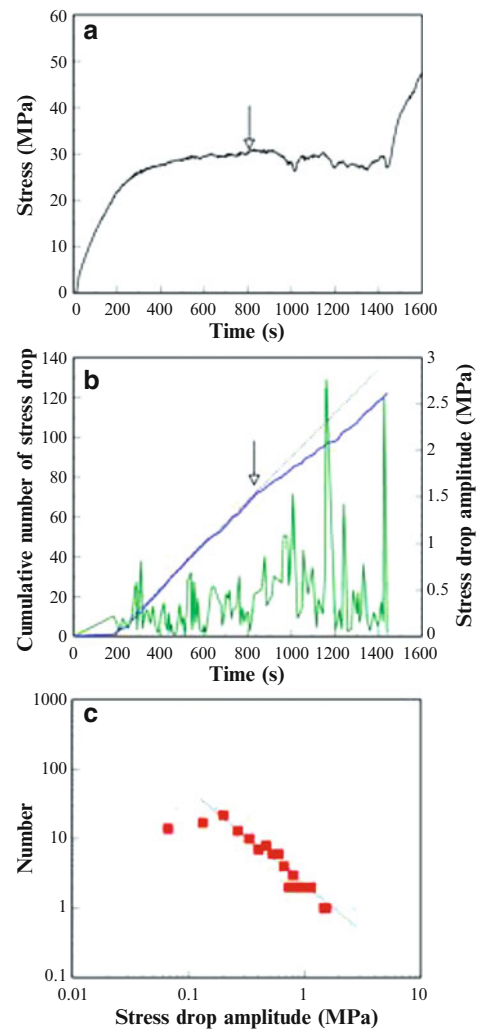 a
60
50
40
30
20
10
0
Stress (MPa)
0 200 400 600 800 1000 1200 1400 1600
Time (s)
b
140
120
100
80
60
40
20
0
Cumulative number of stress drop
3
2.5
2
1.5
1
0.5
0
Stress drop amplitude (MPa)
0 200 400 600 800 1000 1200 1400 1600
Time (s)
c
1000
100
10
1
0.1
Number
0.01 0.1 1 10
Stress drop amplitude (MPa)